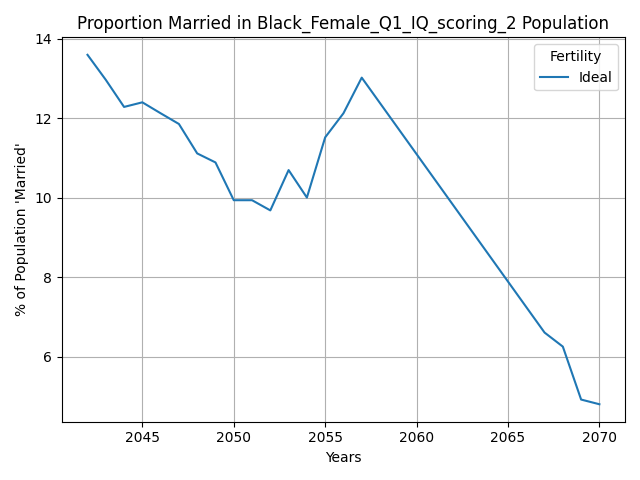 Proportion Married in Black_Female_Q1_IQ_scoring_2 Population
Fertility
Ideal
% of Population 'Married'
14
12
10
8
6
2045 2050 2055 2060 2065 2070
Years